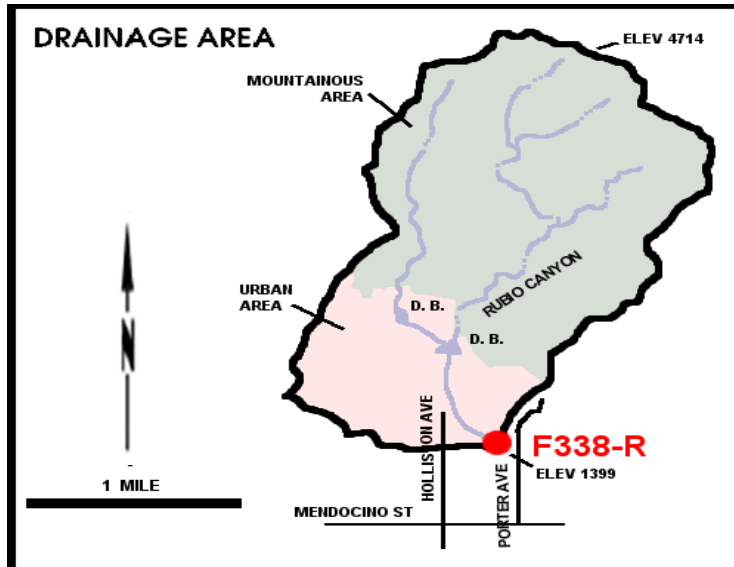 DRAINAGE AREA
ELEV 4714
MOUNTAINOUS
AREA
RUBIO CANYON
URBAN
AREA
D. B.
D. B.
N
HOLLISTON AVE
F338-R
ELEV 1399
PORTER AVE
1 MILE
MENDOCINO ST